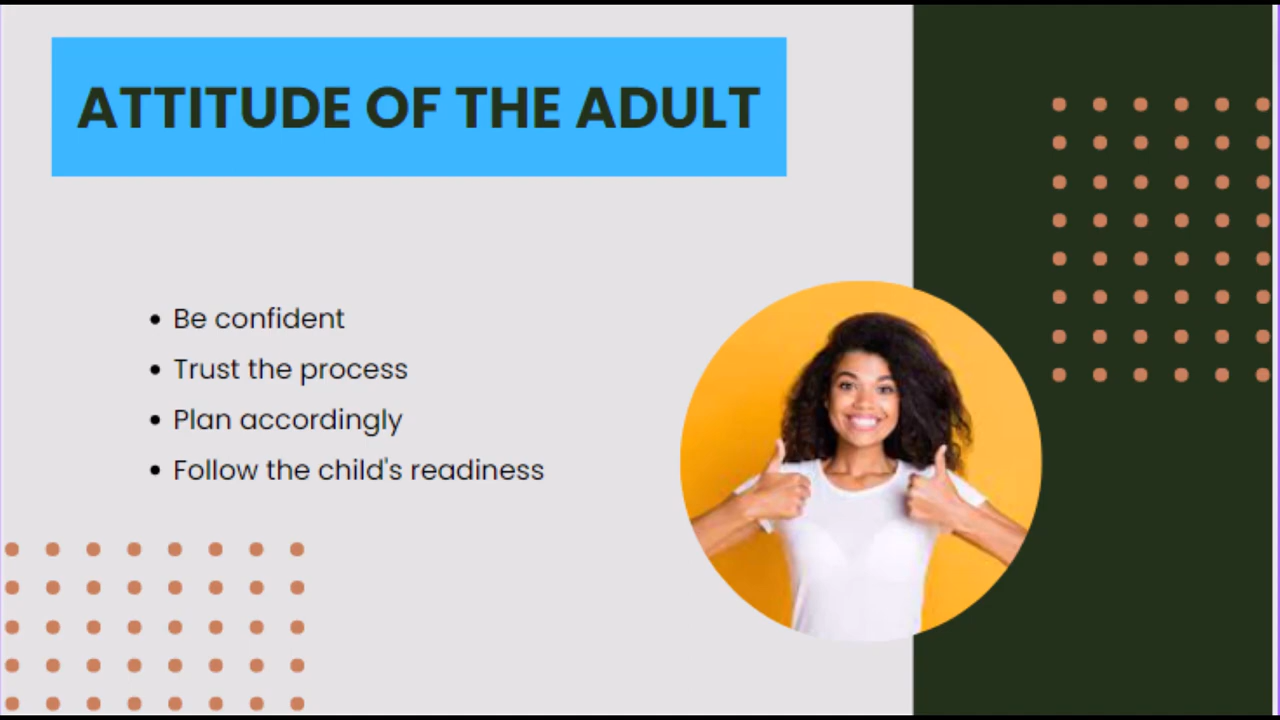 ATTITUDE OF THE ADULT
• Be confident
• Trust the process
• Plan accordingly
• Follow the child's readiness